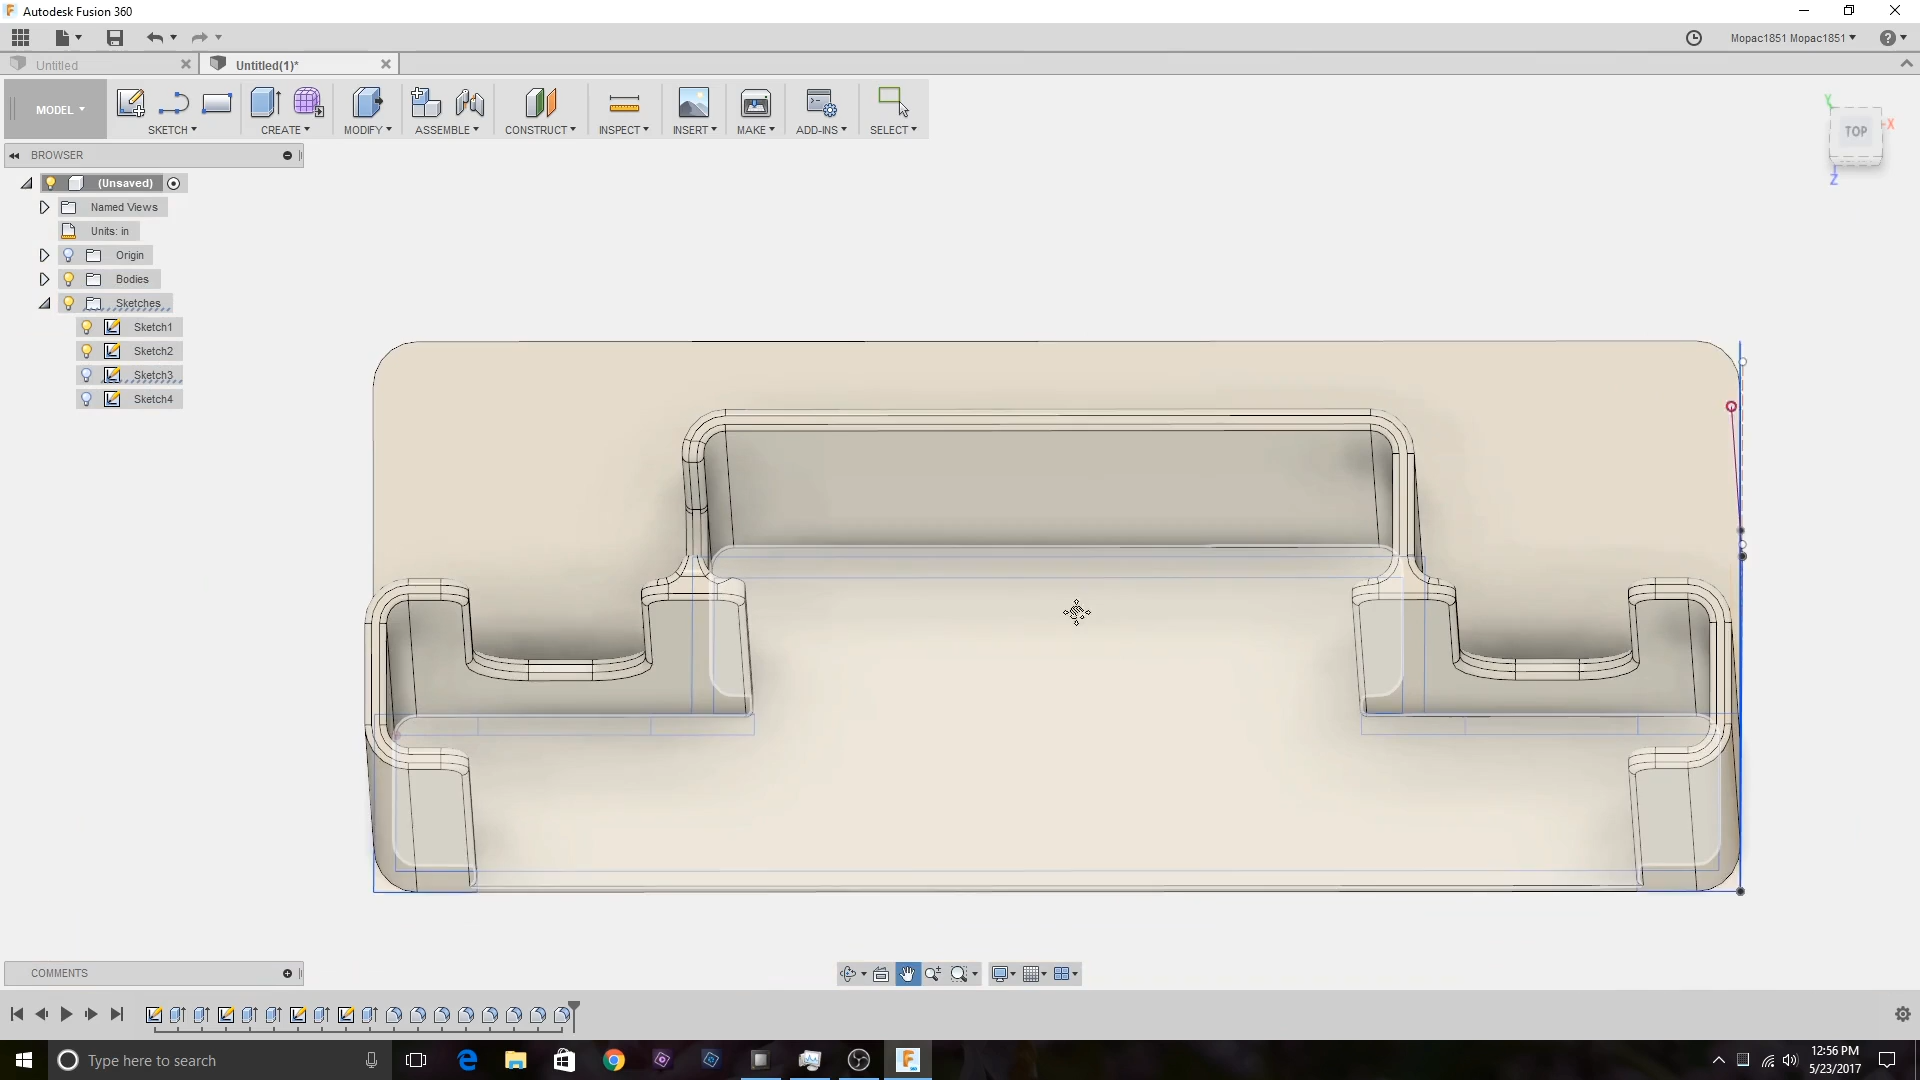 Autodesk Fusion 360
Mopac1851 Mopac1851
Untitled
Untitled(1)*
MODEL
SKETCH
CREATE
MODIFY
ASSEMBLE
CONSTRUCT
INSPECT
INSERT
MAKE
ADD-INS
SELECT
Y
TOP
X
Z
BROWSER
(Unsaved)
Named Views
Units: in
Origin
Bodies
Sketches
Sketch1
Sketch2
Sketch3
Sketch4
COMMENTS
Type here to search
12:56 PM
5/23/2017